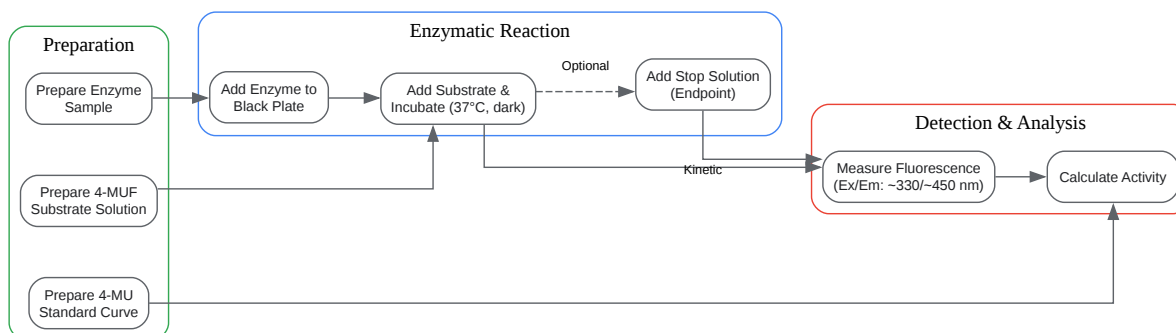 Preparation
Prepare Enzyme
Sample
Prepare 4-MUF
Substrate Solution
Prepare 4-MU
Standard Curve
Enzymatic Reaction
Add Enzyme to
Black Plate
Add Substrate &
Incubate (37°C, dark)
Optional
Add Stop Solution
(Endpoint)
Kinetic
Detection & Analysis
Measure Fluorescence
(Ex/Em: ~330/~450 nm)
Calculate Activity